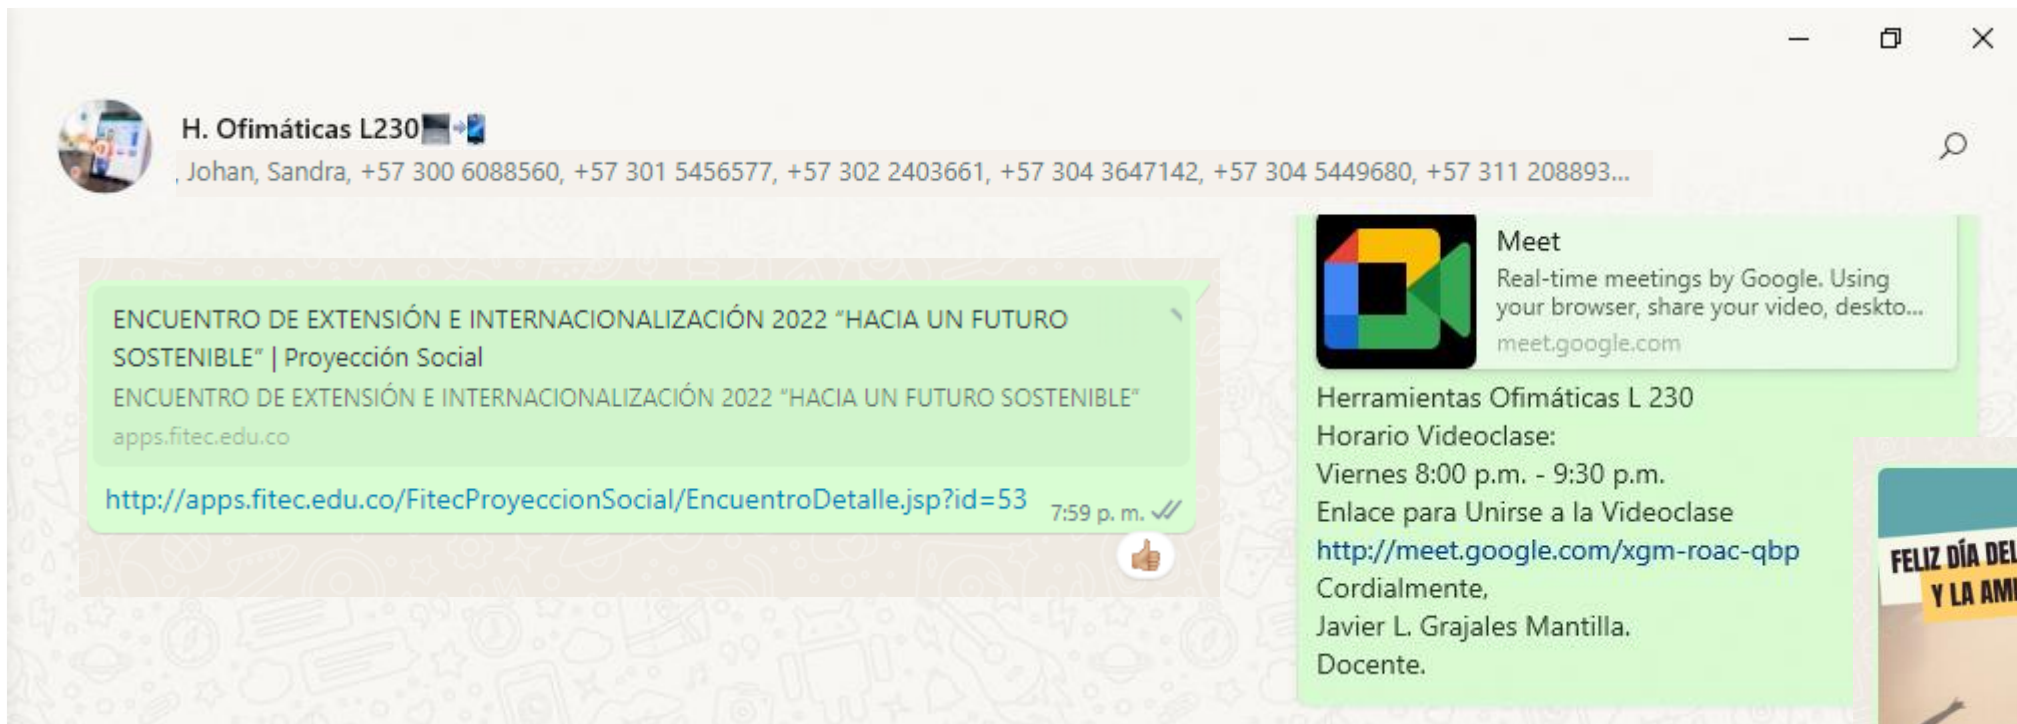 H. Ofimáticas L230
, Johan, Sandra, +57 300 6088560, +57 301 5456577, +57 302 2403661, +57 304 3647142, +57 304 5449680, +57 311 208893...
ENCUENTRO DE EXTENSIÓN E INTERNACIONALIZACIÓN 2022 “HACIA UN FUTURO
SOSTENIBLE” | Proyección Social
ENCUENTRO DE EXTENSIÓN E INTERNACIONALIZACIÓN 2022 “HACIA UN FUTURO SOSTENIBLE”
apps.fitec.edu.co
http://apps.fitec.edu.co/FitecProyeccionSocial/EncuentroDetalle.jsp?id=53
7:59 p. m.
Meet
Real-time meetings by Google. Using
your browser, share your video, deskto...
meet.google.com
Herramientas Ofimáticas L 230
Horario Videoclase:
Viernes 8:00 p.m. - 9:30 p.m.
Enlace para Unirse a la Videoclase
http://meet.google.com/xgm-roac-qbp
Cordialmente,
Javier L. Grajales Mantilla.
Docente.
FELIZ DÍA DEL
Y LA AMI